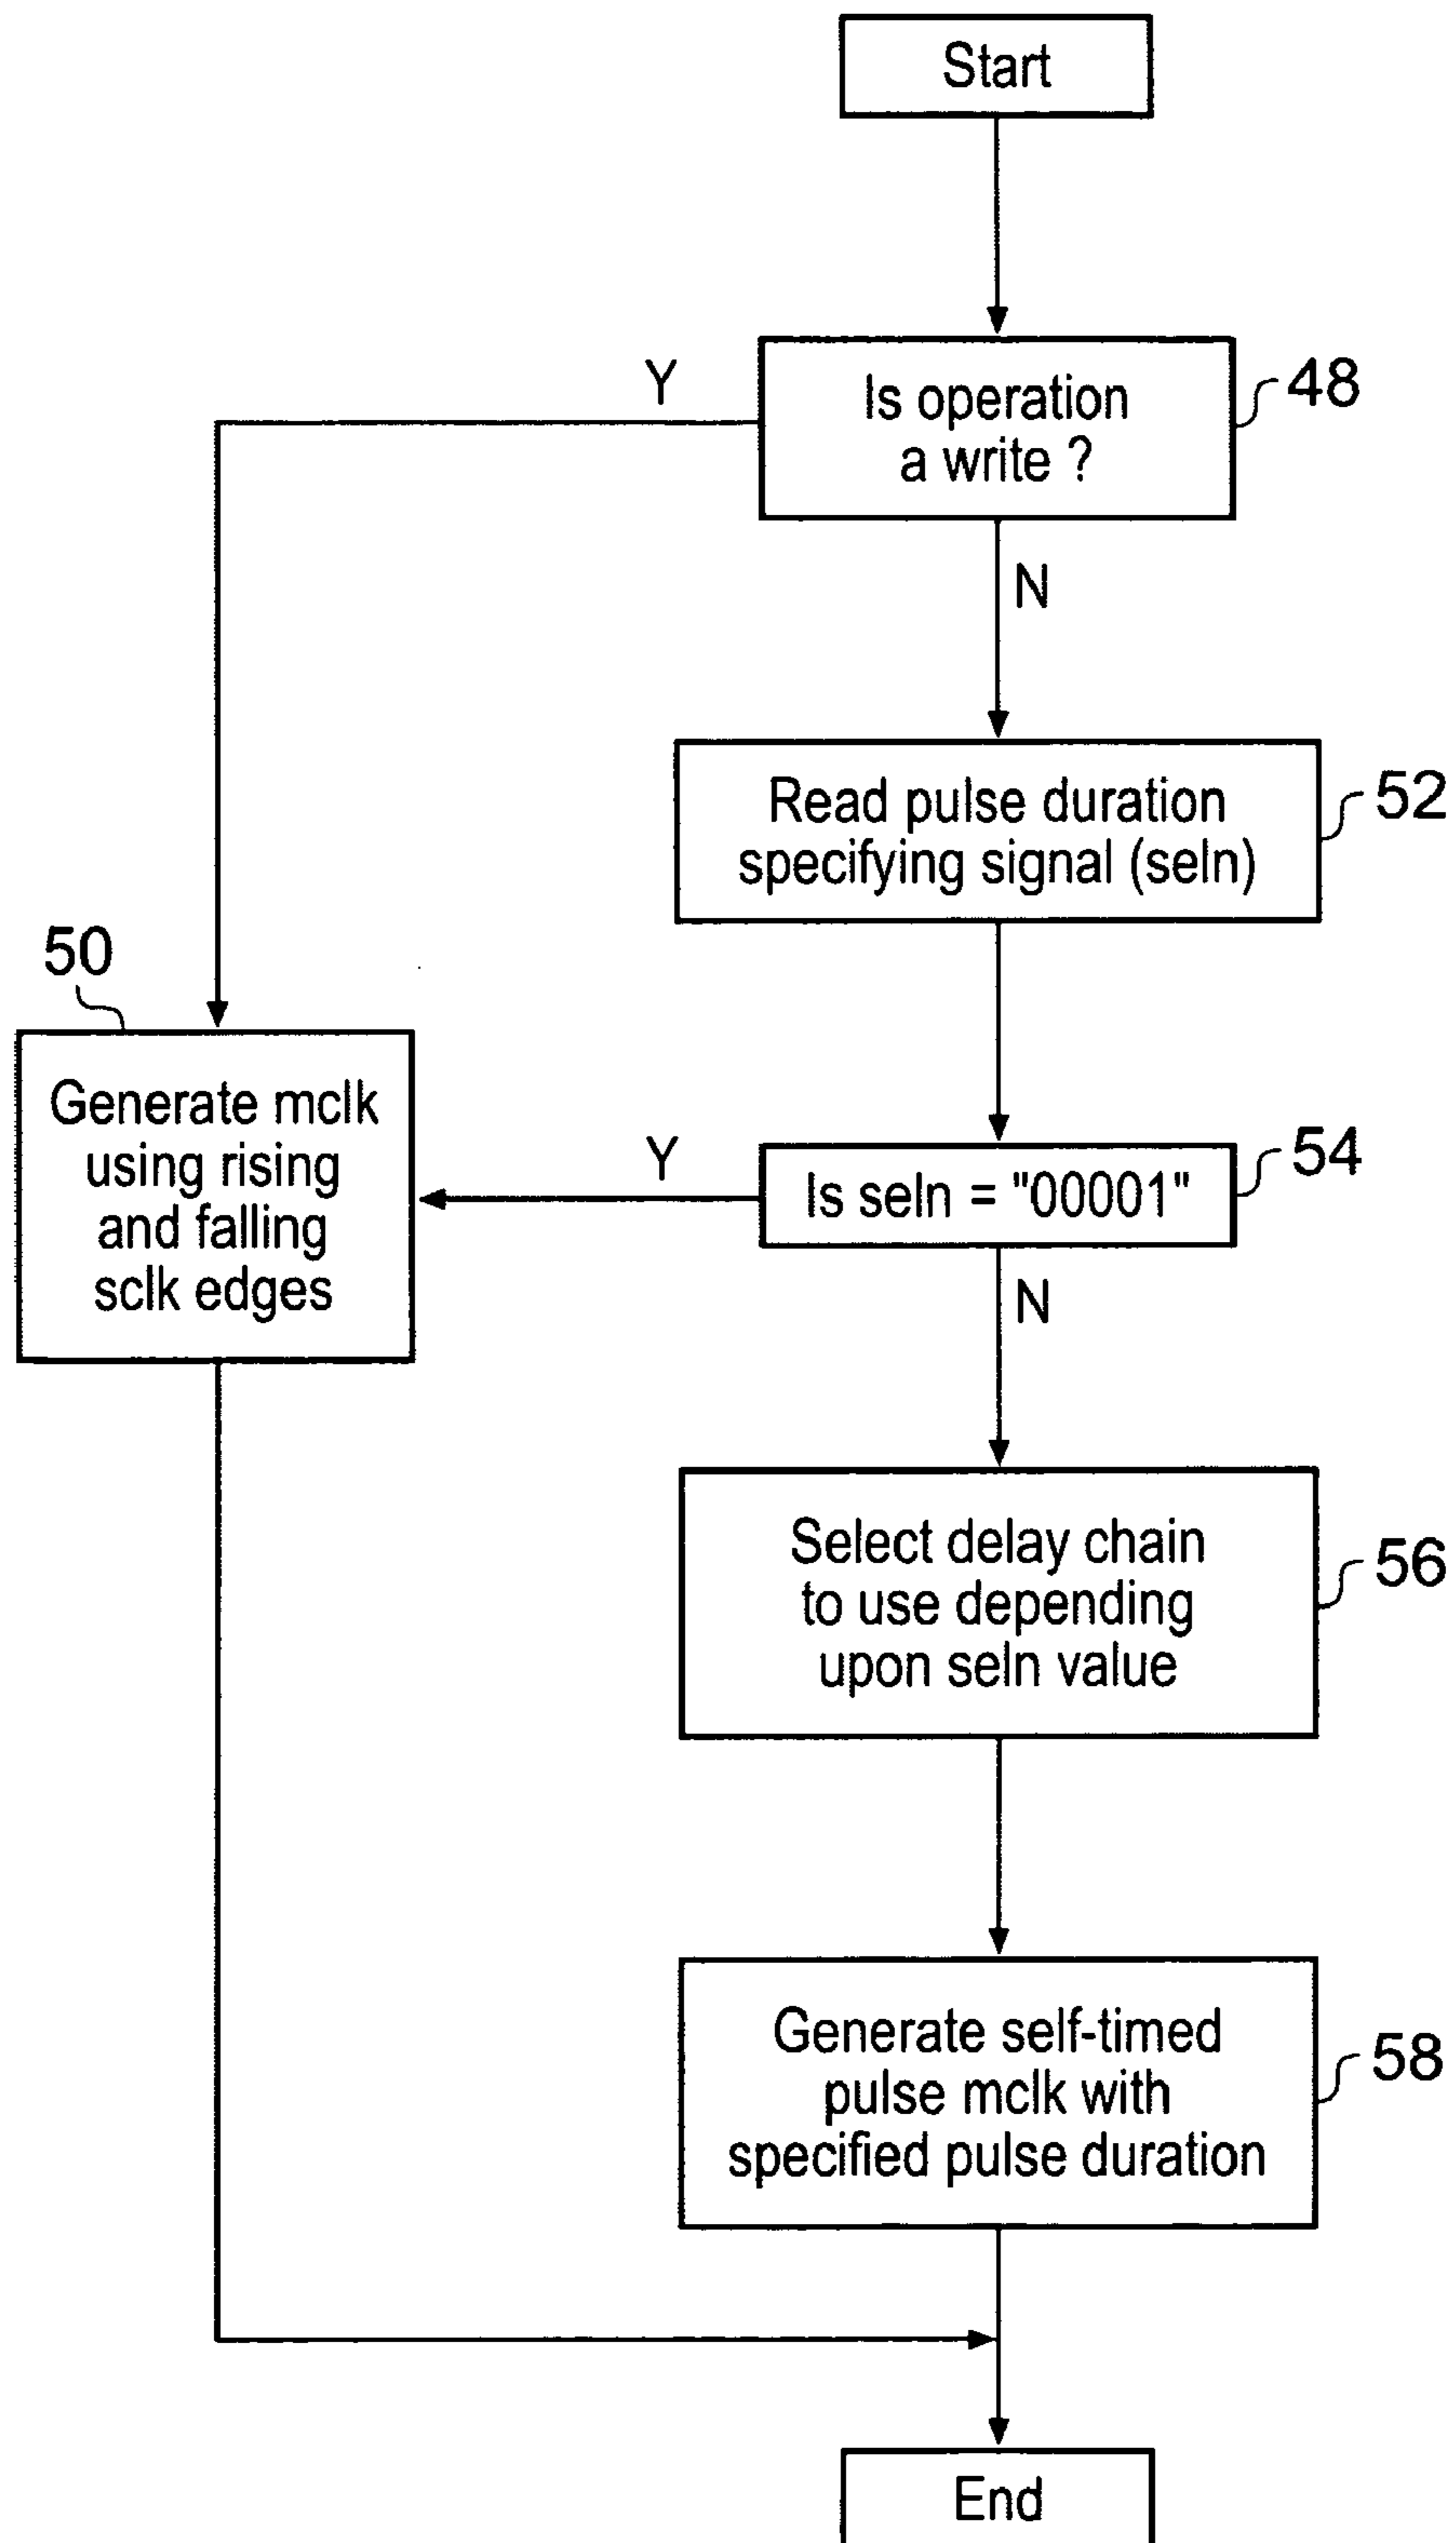 Start
Is operation
a write ?
48
Y
N
Read pulse duration
specifying signal (seln)
52
50
Generate mclk
using rising
and falling
sclk edges
Y
Is seln = "00001"
54
N
Select delay chain
to use depending
upon seln value
56
Generate self-timed
pulse mclk with
specified pulse duration
58
End